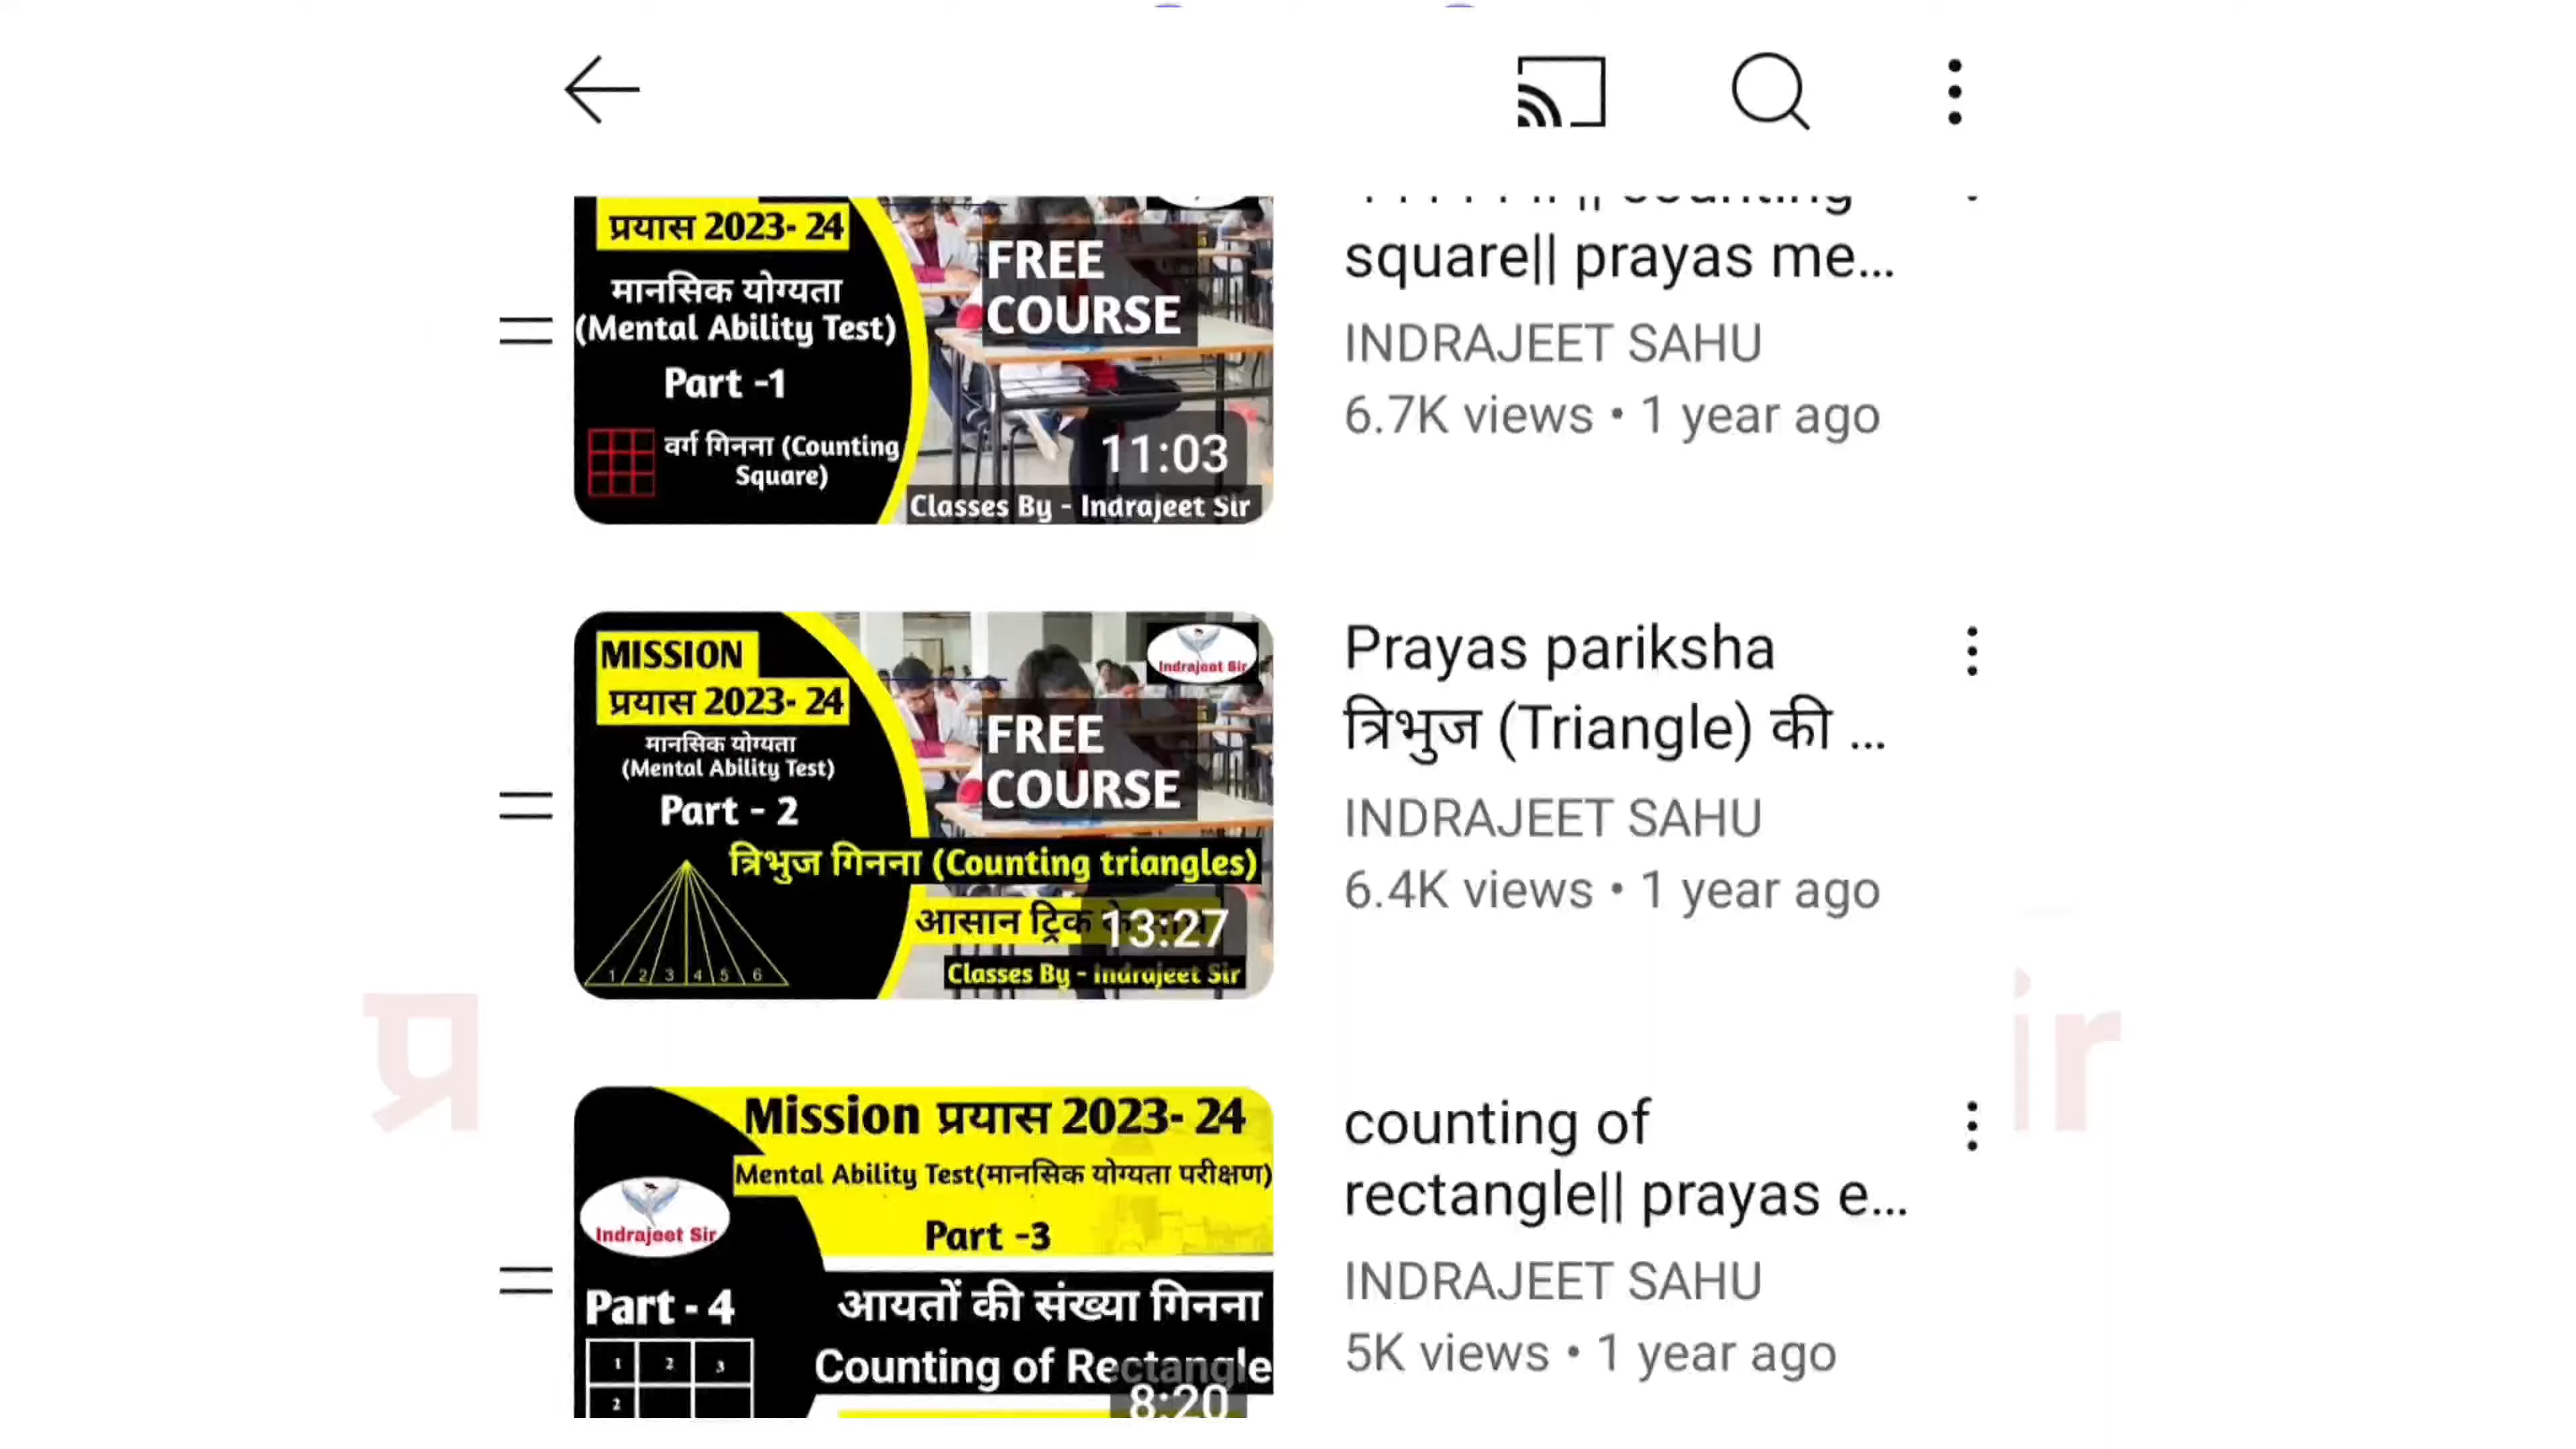 counting
square|| prayas me...
INDRAJEET SAHU
6.7K views • 1 year ago
प्रयास 2023- 24
मानसिक योग्यता
(Mental Ability Test)
Part -1
वर्ग गिनना (Counting
Square)
FREE
COURSE
11:03
Classes By - Indrajeet Sir
MISSION
प्रयास 2023- 24
मानसिक योग्यता
(Mental Ability Test)
Part - 2
Indrajeet Sir
FREE
COURSE
त्रिभुज गिनना (Counting triangles)
आसान ट्रिक
13:27
Classes By - Indrajeet Sir
1 2 3 4 5 6
Prayas pariksha
त्रिभुज (Triangle) की ...
INDRAJEET SAHU
6.4K views • 1 year ago
प्र
ir
Mission प्रयास 2023- 24
Mental Ability Test(मानसिक योग्यता परीक्षण)
Part -3
Indrajeet Sir
Part - 4
आयतों की संख्या गिनना
Counting of Rectangle
8:20
1 2 3
2
counting of
rectangle|| prayas e...
INDRAJEET SAHU
5K views • 1 year ago